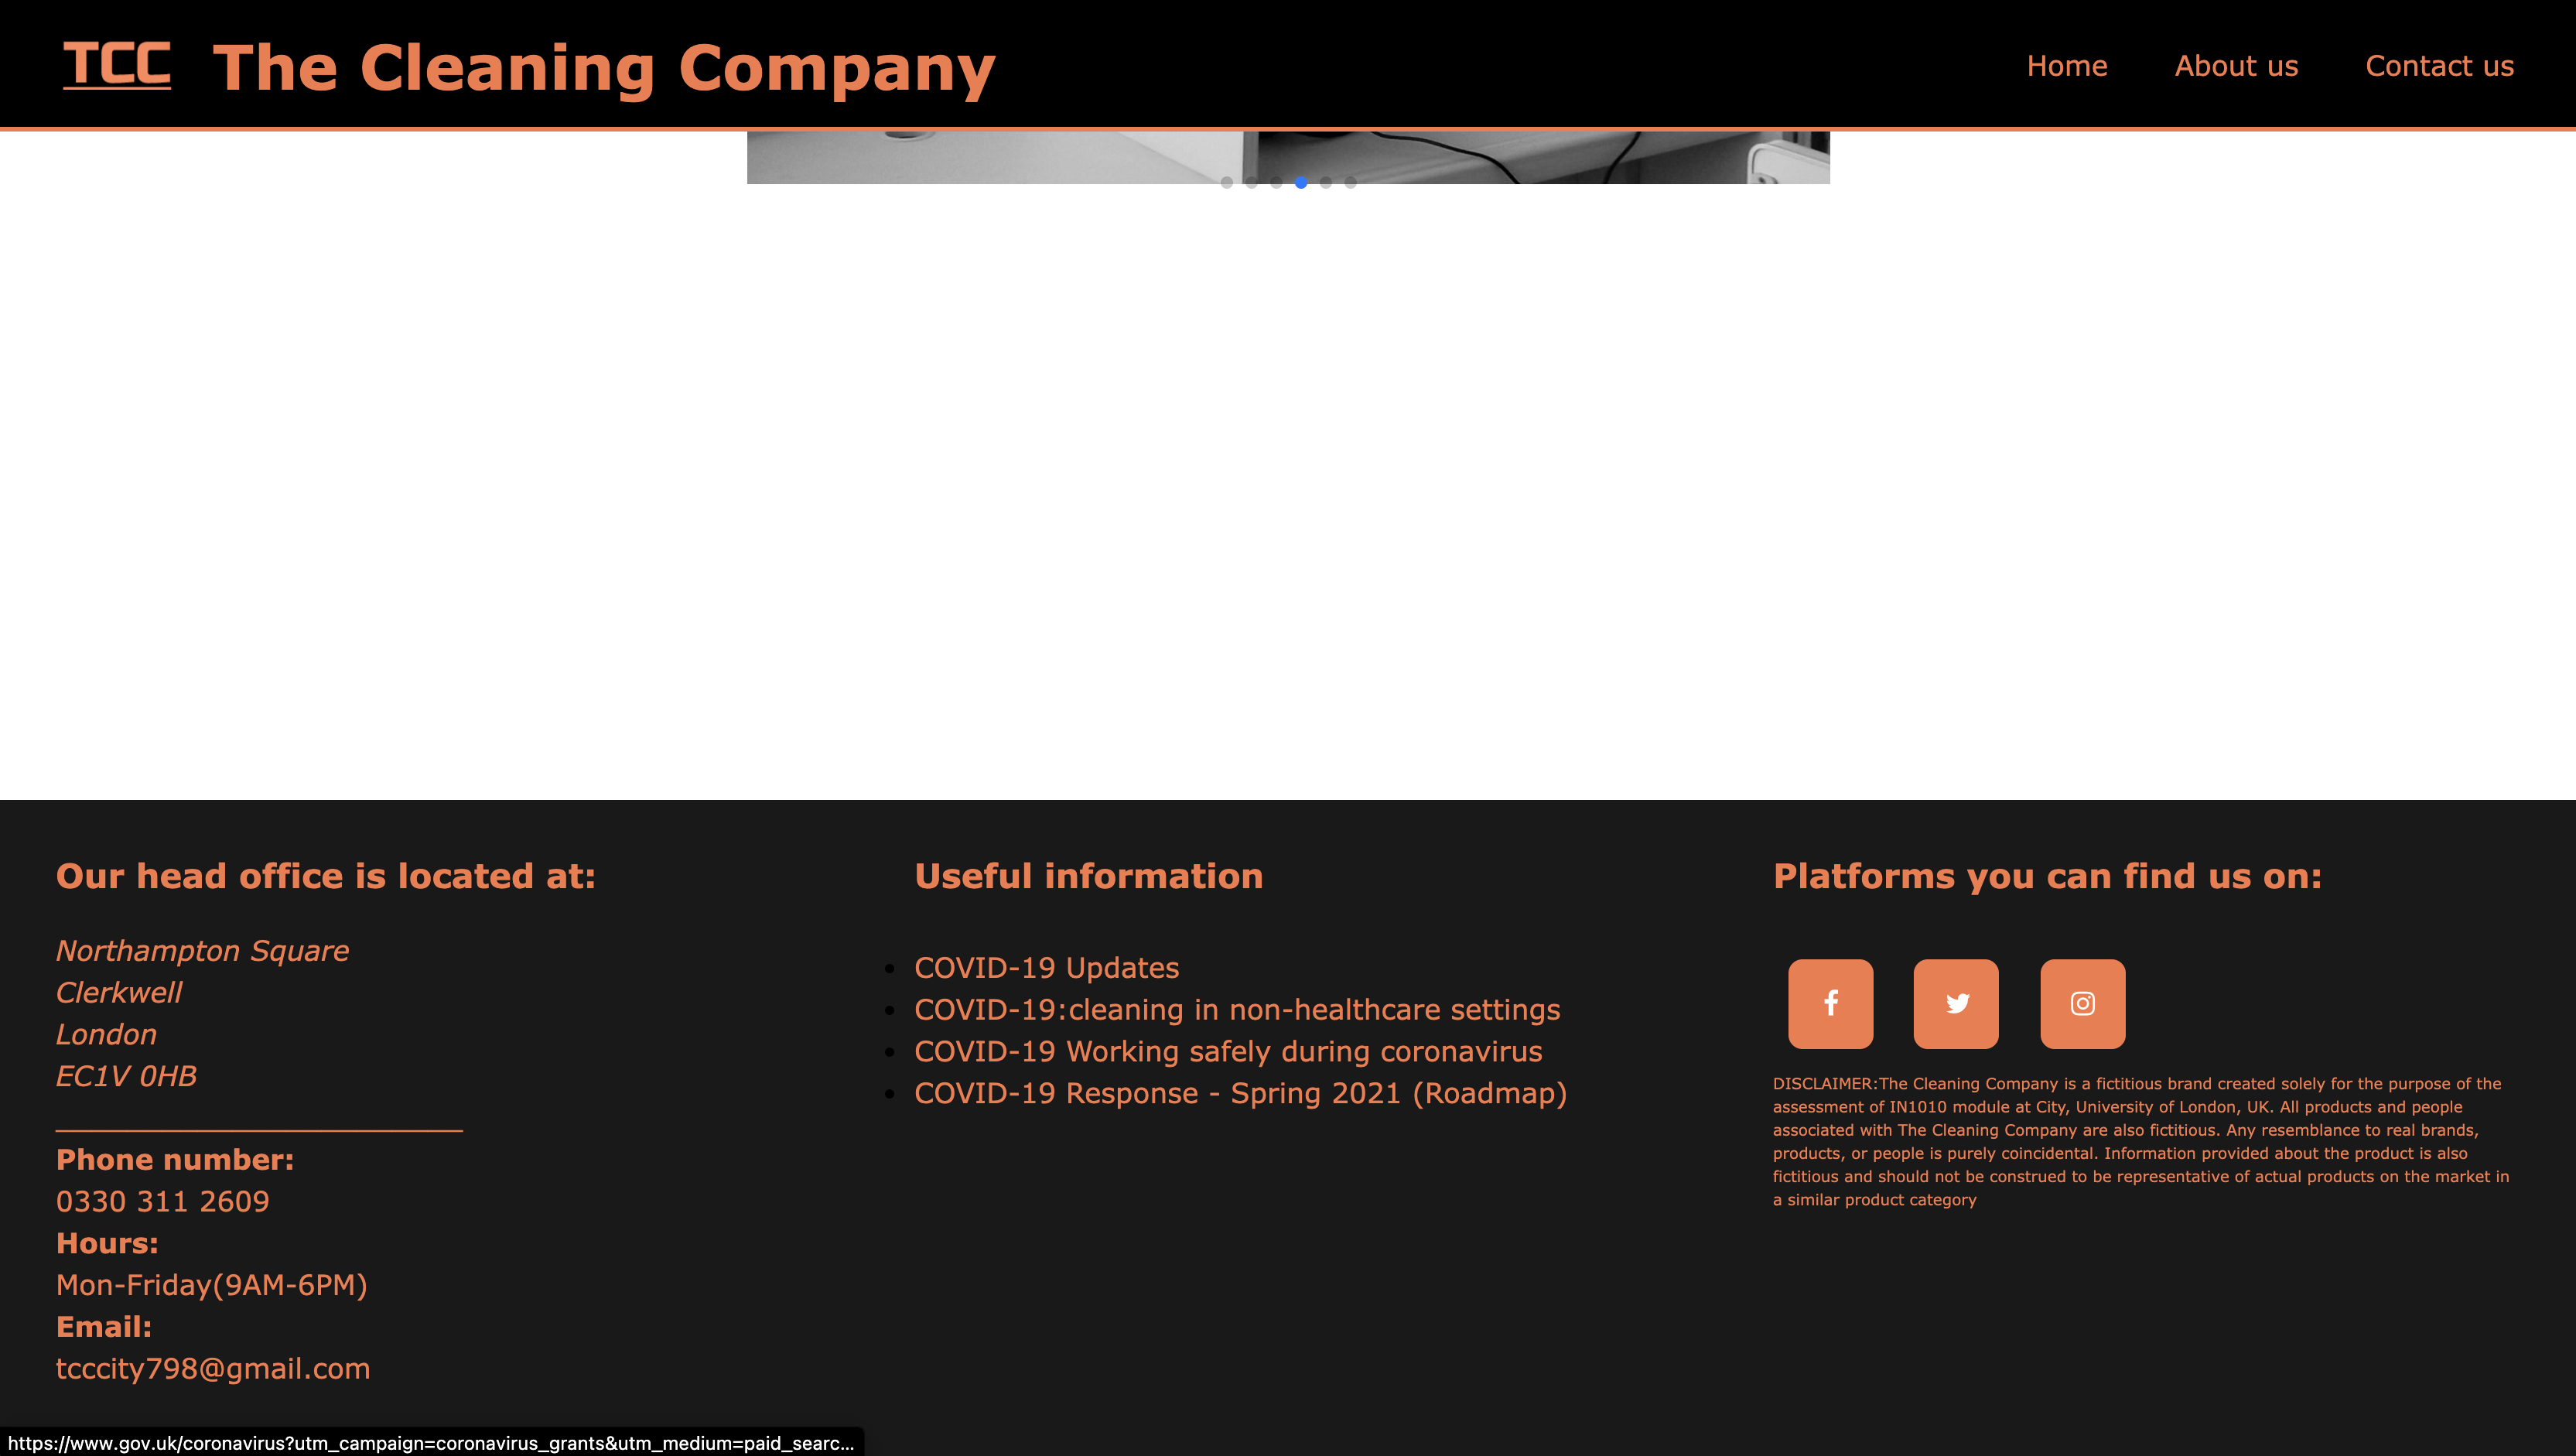 TCC
The Cleaning Company
Home
About us
Contact us
Our head office is located at:
Northampton Square
Clerkwell
London
EC1V 0HB
Phone number:
0330 311 2609
Hours:
Mon-Friday(9AM-6PM)
Email:
tcccity798@gmail.com
Useful information
COVID-19 Updates
COVID-19:cleaning in non-healthcare settings
COVID-19 Working safely during coronavirus
COVID-19 Response - Spring 2021 (Roadmap)
Platforms you can find us on:
DISCLAIMER:The Cleaning Company is a fictitious brand created solely for the purpose of the
assessment of IN1010 module at City, University of London, UK. All products and people
associated with The Cleaning Company are also fictitious. Any resemblance to real brands,
products, or people is purely coincidental. Information provided about the product is also
fictitious and should not be construed to be representative of actual products on the market in
a similar product category
https://www.gov.uk/coronavirus?utm_campaign=coronavirus_grants&utm_medium=paid_searc...